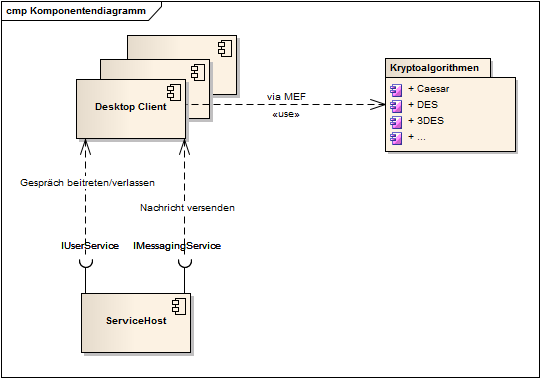 cmp Komponentendiagramm
Desktop Client
via MEF
«use»
Kryptoalgorithmen
+ Caesar
+ DES
+ 3DES
+ ...
Gespräch beitreten/verlassen
Nachricht versenden
IUserService
IMessagingService
ServiceHost